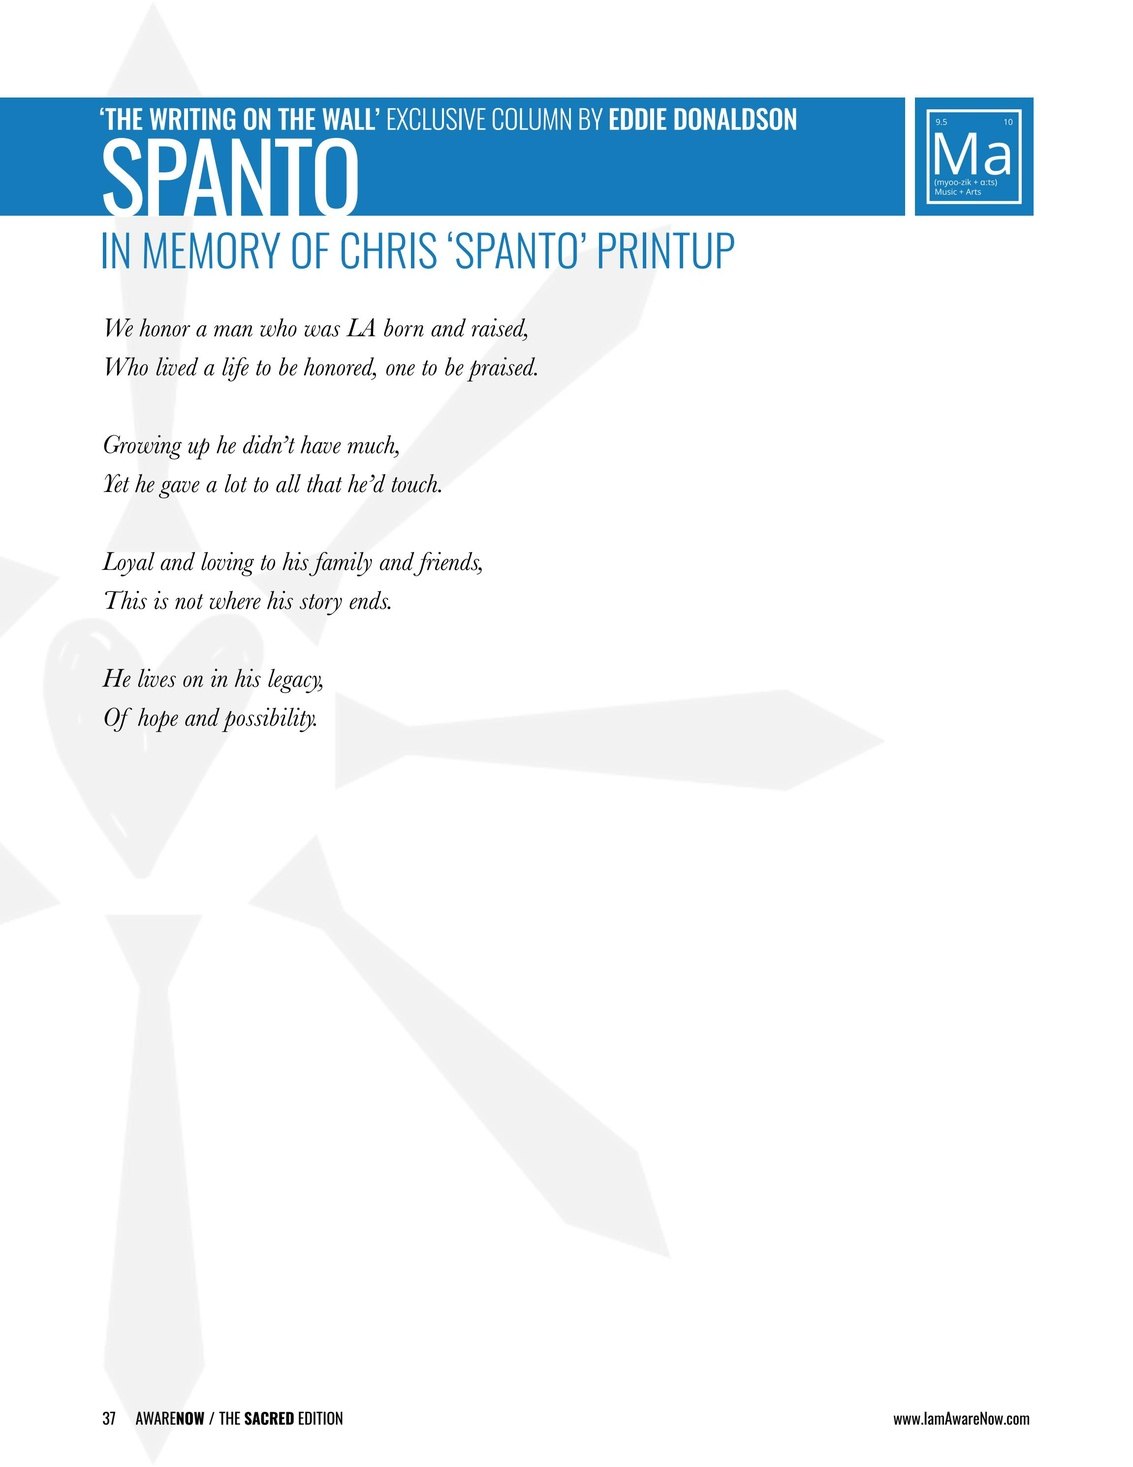 ‘THE WRITING ON THE WALL’ EXCLUSIVE COLUMN BY EDDIE DONALDSON
SPANTO
9.5 10
Ma
(myoo-zik + ɑ:ts)
Music + Arts
IN MEMORY OF CHRIS ‘SPANTO’ PRINTUP
We honor a man who was LA born and raised,
Who lived a life to be honored, one to be praised.
Growing up he didn’t have much,
Yet he gave a lot to all that he’d touch.
Loyal and loving to his family and friends,
This is not where his story ends.
He lives on in his legacy,
Of hope and possibility.
37 AWARENOW / THE SACRED EDITION
www.IamAwareNow.com